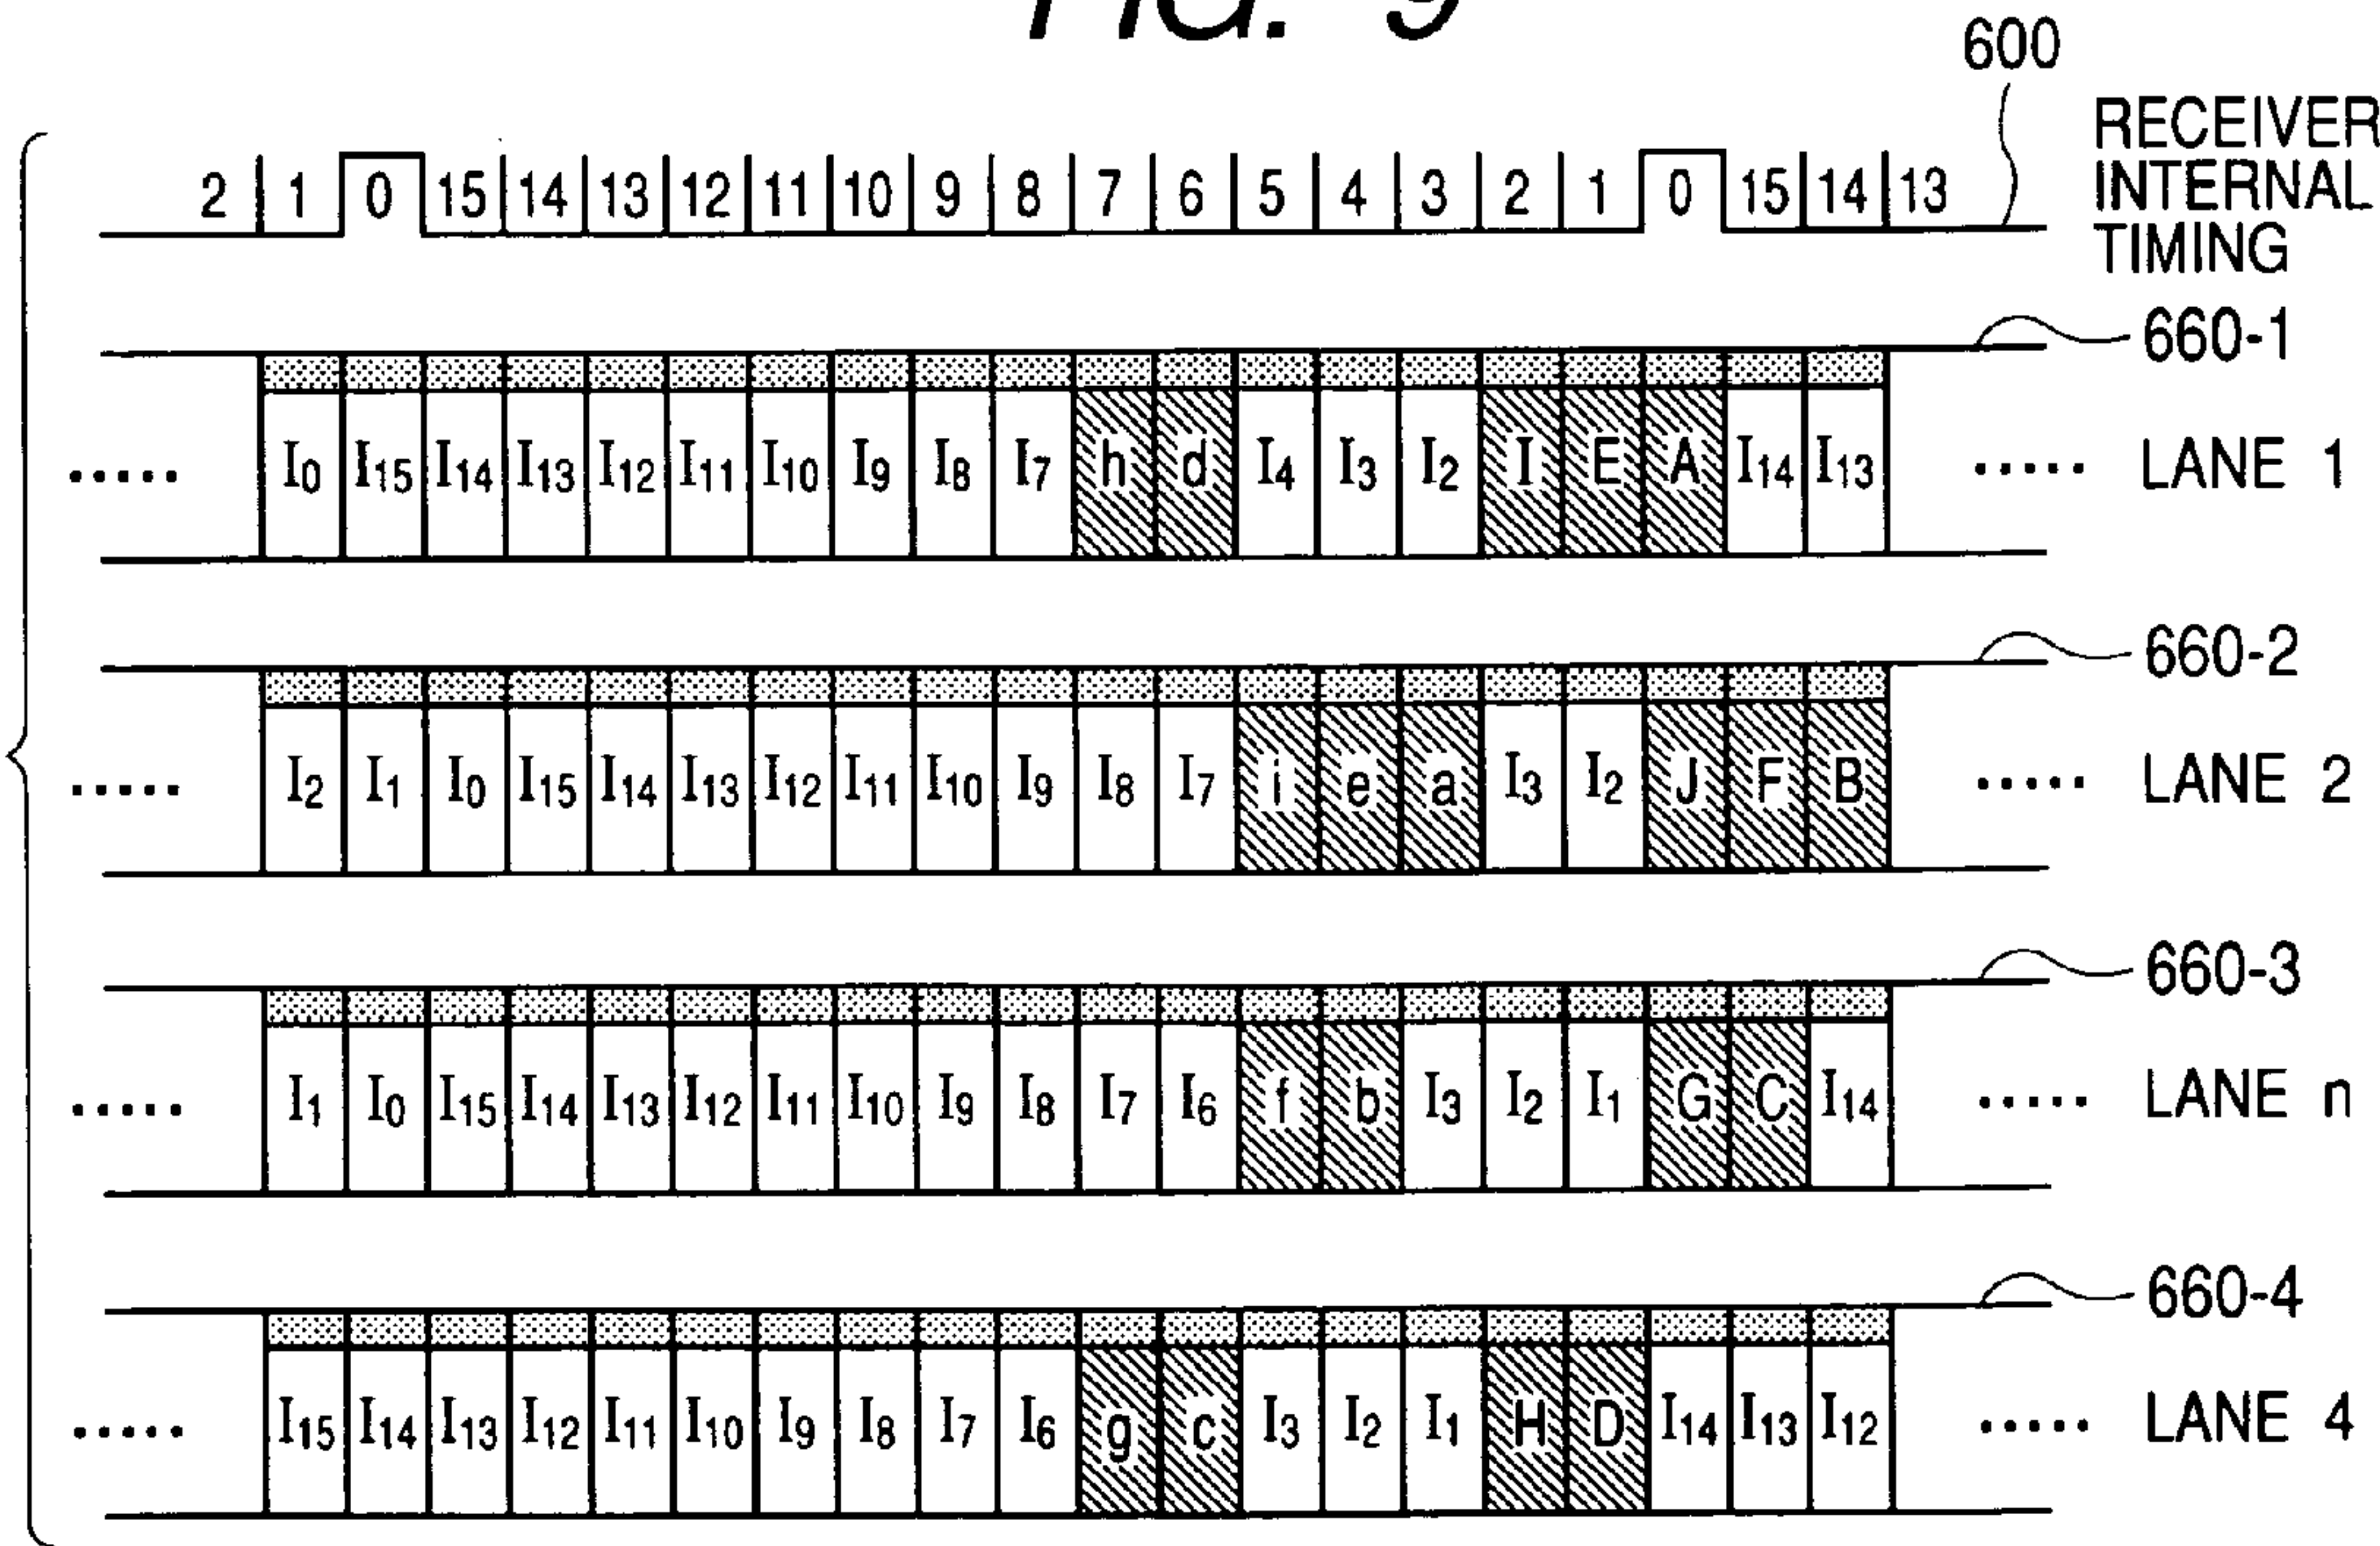 FIG. 9
600
RECEIVER
INTERNAL
TIMING
2 1 0 15 14 13 12 11 10 9 8 7 6 5 4 3 2 1 0 15 14 13
660-1
..... I0 I15 I14 I13 I12 I11 I10 I9 I8 I7 h d I4 I3 I2 I E A I14 I13 ..... LANE 1
660-2
..... I2 I1 I0 I15 I14 I13 I12 I11 I10 I9 I8 I7 i e a I3 I2 J F B ..... LANE 2
660-3
..... I1 I0 I15 I14 I13 I12 I11 I10 I9 I8 I7 I6 f b I3 I2 I1 G C I14 ..... LANE n
660-4
..... I15 I14 I13 I12 I11 I10 I9 I8 I7 I6 g c I3 I2 I1 H D I14 I13 I12 ..... LANE 4